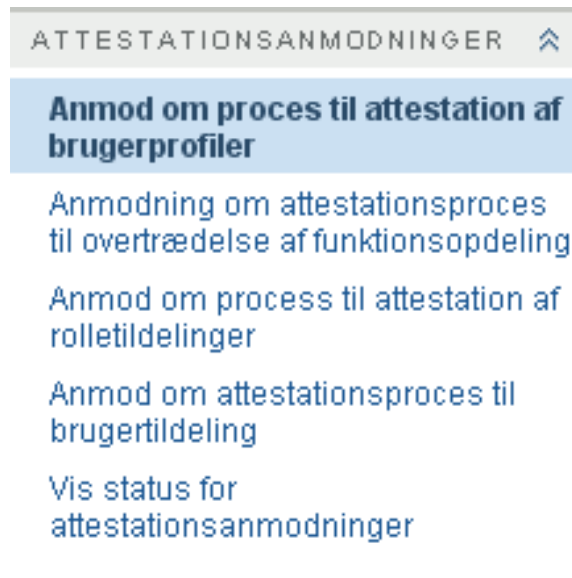 ATTESTATIONSANMODNINGER
Anmod om proces til attestation af
brugerprofiler
Anmodning om attestationsproces
til overtrædelse af funktionsopdeling
Anmod om process til attestation af
rolletildelinger
Anmod om attestationsproces til
brugertildeling
Vis status for
attestationsanmodninger